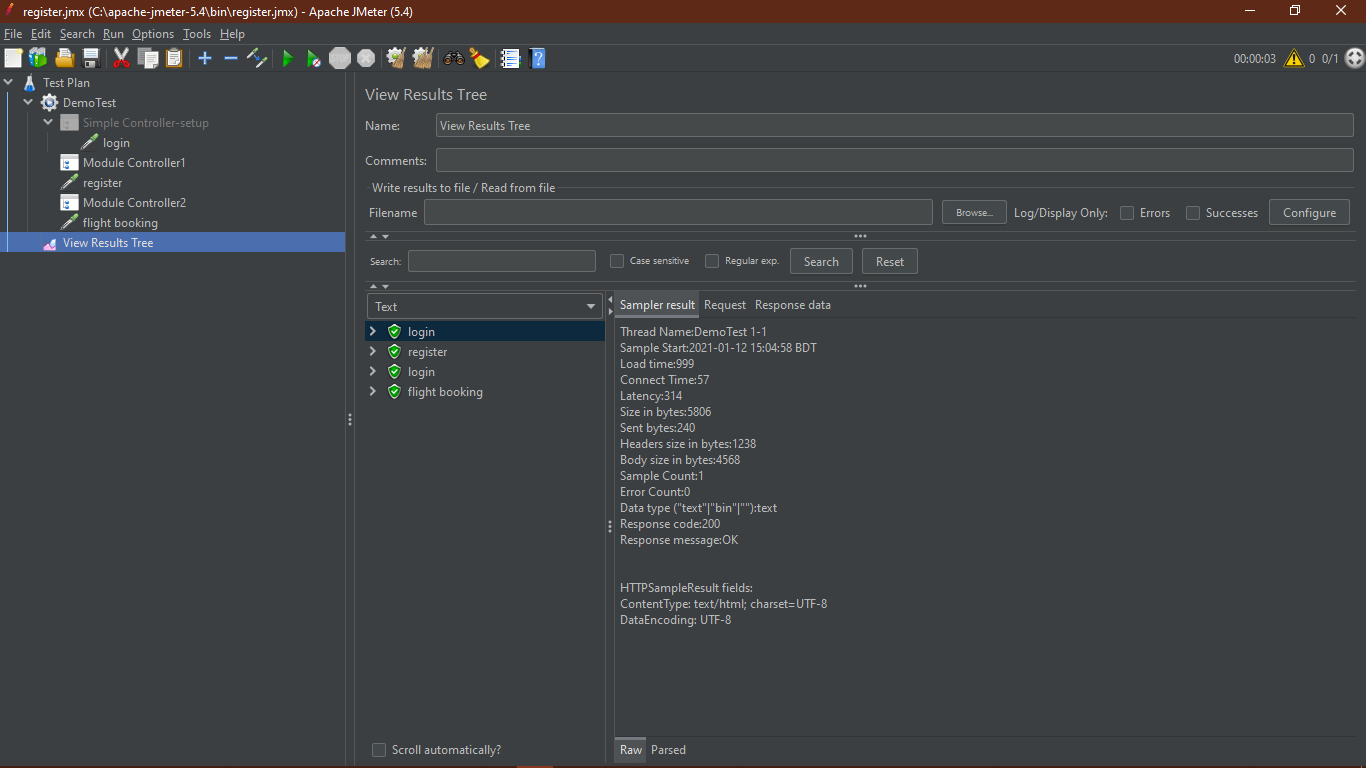 register.jmx (C:\apache-jmeter-5.4\bin\register.jmx) - Apache JMeter (5.4)
File Edit Search Run Options Tools Help
00:00:03 0 0/1
Test Plan
DemoTest
Simple Controller-setup
login
Module Controller1
register
Module Controller2
flight booking
View Results Tree
View Results Tree
Name: View Results Tree
Comments:
Write results to file / Read from file
Filename Browse... Log/Display Only: Errors Successes Configure
Search: Case sensitive Regular exp. Search Reset
Text
login
register
login
flight booking
Scroll automatically?
Sampler result Request Response data
Thread Name:DemoTest 1-1
Sample Start:2021-01-12 15:04:58 BDT
Load time:999
Connect Time:57
Latency:314
Size in bytes:5806
Sent bytes:240
Headers size in bytes:1238
Body size in bytes:4568
Sample Count:1
Error Count:0
Data type ("text"|"bin"|""):text
Response code:200
Response message:OK
HTTPSampleResult fields:
ContentType: text/html; charset=UTF-8
DataEncoding: UTF-8
Raw Parsed